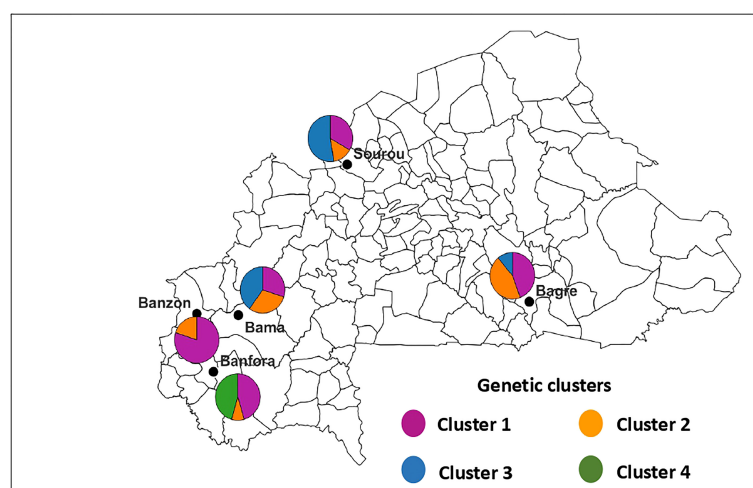 Sourou
Bagre
Banzon
Bama
Banfora
Genetic clusters
Cluster 1
Cluster 2
Cluster 3
Cluster 4